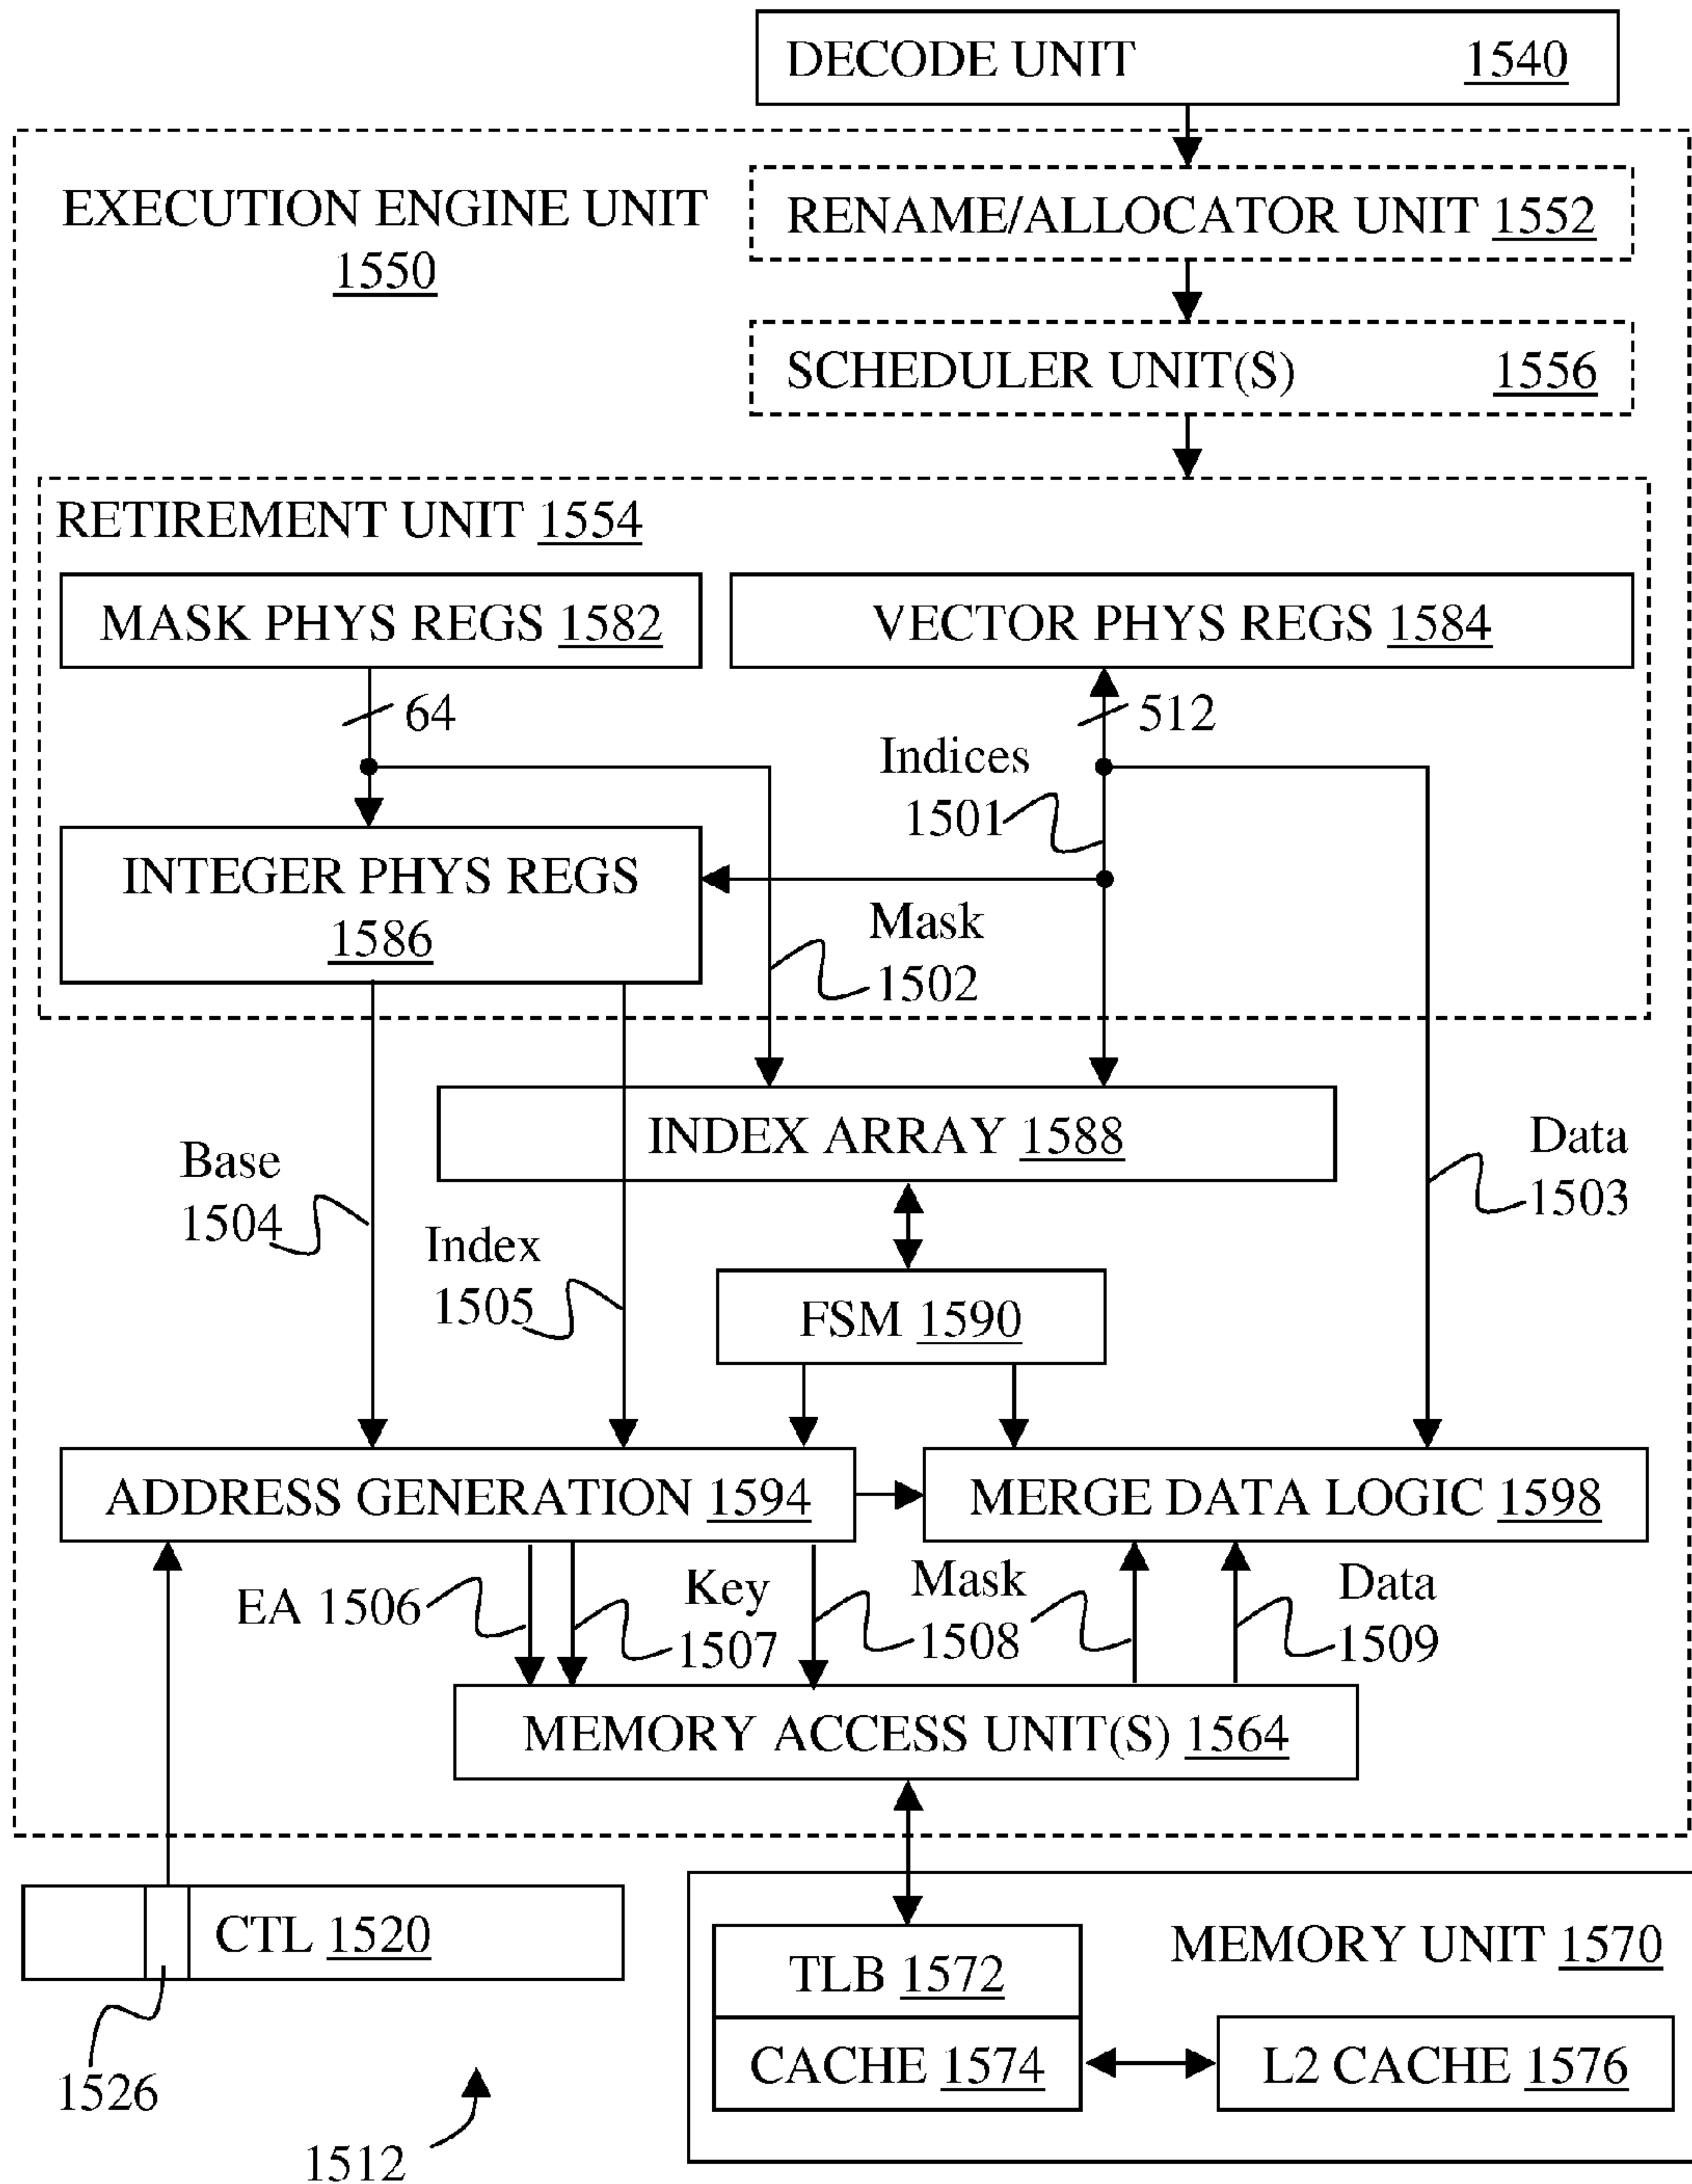 DECODE UNIT 1540
EXECUTION ENGINE UNIT
1550
RENAME/ALLOCATOR UNIT 1552
SCHEDULER UNIT(S) 1556
RETIREMENT UNIT 1554
MASK PHYS REGS 1582
VECTOR PHYS REGS 1584
64
512
Indices
1501
INTEGER PHYS REGS
1586
Mask
1502
INDEX ARRAY 1588
Base
1504
Data
1503
Index
1505
FSM 1590
ADDRESS GENERATION 1594
MERGE DATA LOGIC 1598
EA 1506
Key
1507
Mask
1508
Data
1509
MEMORY ACCESS UNIT(S) 1564
CTL 1520
1526
MEMORY UNIT 1570
TLB 1572
CACHE 1574
L2 CACHE 1576
1512